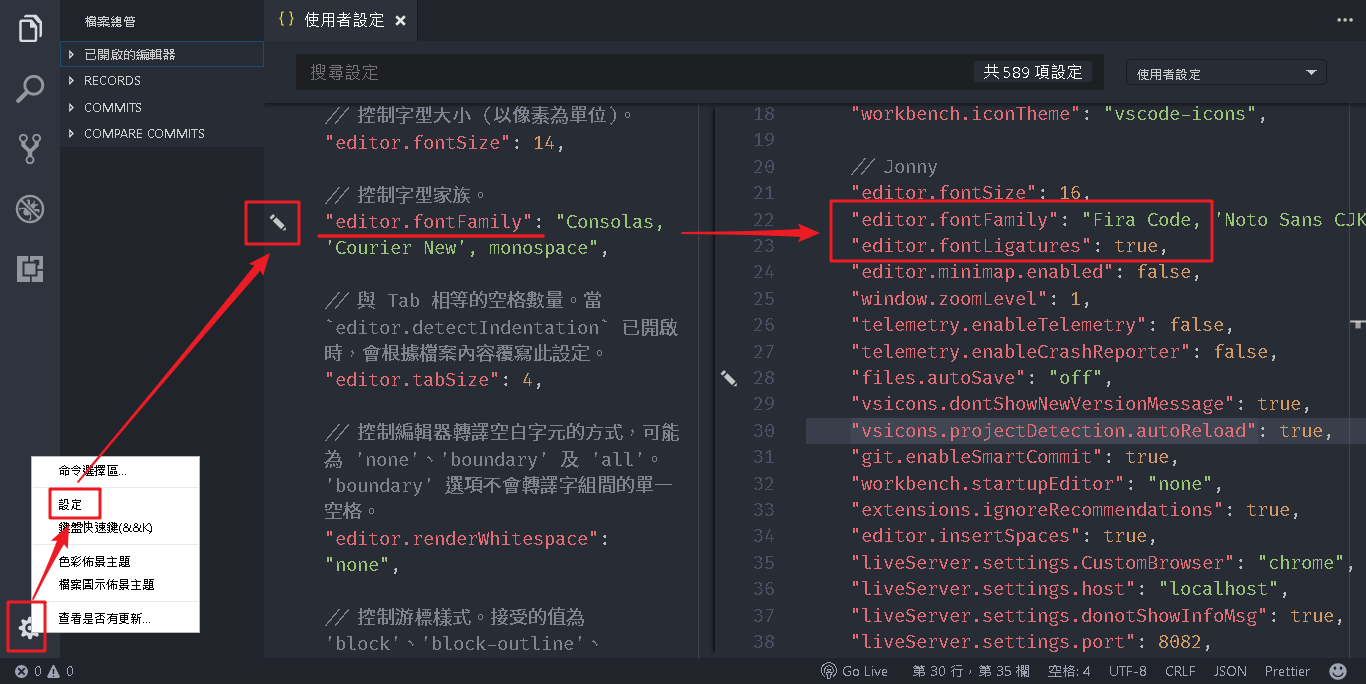 檔案總管
已開啟的編輯器
RECORDS
COMMITS
COMPARE COMMITS
{} 使用者設定 ×
搜尋設定
共 589 項設定
使用者設定
// 控制字型大小 (以像素為單位)。
"editor.fontSize": 14,
// 控制字型家族。
"editor.fontFamily": "Consolas,
'Courier New', monospace",
// 與 Tab 相等的空格數量。當
`editor.detectIndentation` 已開啟
時，會根據檔案內容覆寫此設定。
"editor.tabSize": 4,
// 控制編輯器轉譯空白字元的方式，可能
為 'none'、'boundary' 及 'all'。
'boundary' 選項不會轉譯字組間的單一
空格。
"editor.renderWhitespace":
"none",
// 控制游標樣式。接受的值為
'block'、'block-outline'、
18 "workbench.iconTheme": "vscode-icons",
19
20 // Jonny
21 "editor.fontSize": 16,
22 "editor.fontFamily": "Fira Code, 'Noto Sans CJK
23 "editor.fontLigatures": true,
24 "editor.minimap.enabled": false,
25 "window.zoomLevel": 1,
26 "telemetry.enableTelemetry": false,
27 "telemetry.enableCrashReporter": false,
28 "files.autoSave": "off",
29 "vsicons.dontShowNewVersionMessage": true,
30 "vsicons.projectDetection.autoReload": true,
31 "git.enableSmartCommit": true,
32 "workbench.startupEditor": "none",
33 "extensions.ignoreRecommendations": true,
34 "editor.insertSpaces": true,
35 "liveServer.settings.CustomBrowser": "chrome",
36 "liveServer.settings.host": "localhost",
37 "liveServer.settings.donotShowInfoMsg": true,
38 "liveServer.settings.port": 8082,
命令選擇區...
設定
鍵盤快速鍵(&&K)
色彩佈景主題
檔案圖示佈景主題
查看是否有更新...
0 0
Go Live 第 30 行，第 35 欄 空格: 4 UTF-8 CRLF JSON Prettier